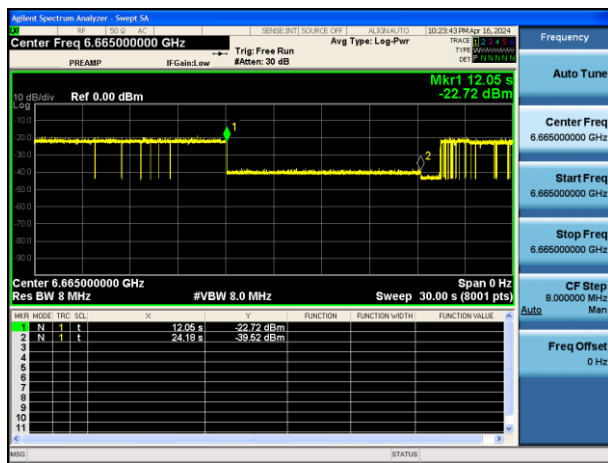 Agilent Spectrum Analyzer - Swept SA
RF 50 Ω AC SENSE:INT SOURCE OFF ALIGNAUTO 10:23:43 PM Apr 16, 2024
Center Freq 6.665000000 GHz
PREAMP IFGain:Low
Trig: Free Run
#Atten: 30 dB
Avg Type: Log-Pwr
TRACE 1 2 3 4 5 6
TYPE
DET P N N N N N
Mkr1 12.05 s
-22.72 dBm
10 dB/div Ref 0.00 dBm
Log
-10.0
-20.0
-30.0
-40.0
-50.0
-60.0
-70.0
-80.0
-90.0
1
2
Center 6.665000000 GHz Span 0 Hz
Res BW 8 MHz #VBW 8.0 MHz Sweep 30.00 s (8001 pts)
MKR MODE TRC SCL X Y FUNCTION FUNCTION WIDTH FUNCTION VALUE
1 N 1 t 12.05 s -22.72 dBm
2 N 1 t 24.18 s -39.52 dBm
3
4
5
6
7
8
9
10
11
MSG STATUS
Frequency
Auto Tune
Center Freq
6.665000000 GHz
Start Freq
6.665000000 GHz
Stop Freq
6.665000000 GHz
CF Step
8.000000 MHz
Auto Man
Freq Offset
0 Hz